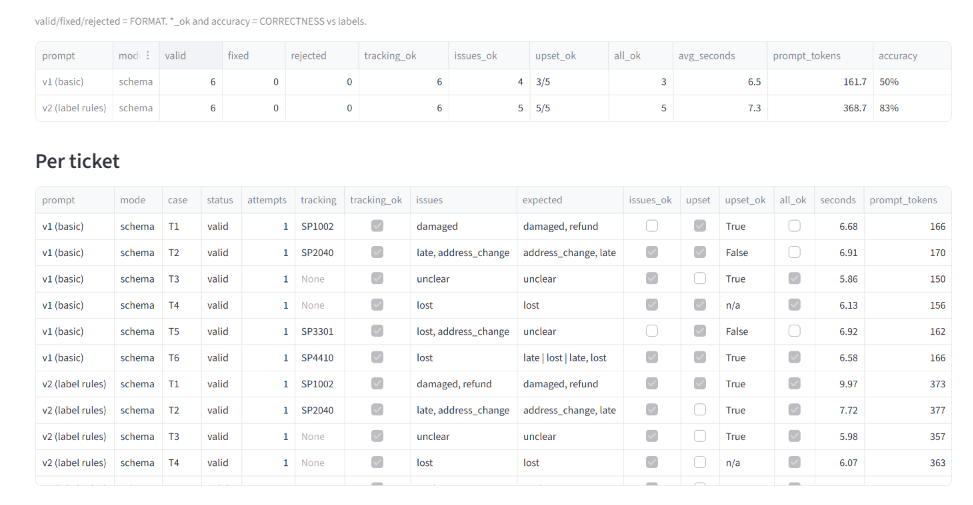 valid/fixed/rejected = FORMAT. *_ok and accuracy = CORRECTNESS vs labels.
prompt mod valid fixed rejected tracking_ok issues_ok upset_ok all_ok avg_seconds prompt_tokens accuracy
v1 (basic) schema 6 0 0 6 4 3/5 3 6.5 161.7 50%
v2 (label rules) schema 6 0 0 6 5 5/5 5 7.3 368.7 83%
Per ticket
prompt mode case status attempts tracking tracking_ok issues expected issues_ok upset upset_ok all_ok seconds prompt_tokens
v1 (basic) schema T1 valid 1 SP1002 damaged damaged, refund True 6.68 166
v1 (basic) schema T2 valid 1 SP2040 late, address_change address_change, late False 6.91 170
v1 (basic) schema T3 valid 1 None unclear unclear True 5.86 150
v1 (basic) schema T4 valid 1 None lost lost n/a 6.13 156
v1 (basic) schema T5 valid 1 SP3301 lost, address_change unclear False 6.92 162
v1 (basic) schema T6 valid 1 SP4410 lost late | lost | late, lost True 6.58 166
v2 (label rules) schema T1 valid 1 SP1002 damaged, refund damaged, refund True 9.97 373
v2 (label rules) schema T2 valid 1 SP2040 late, address_change address_change, late True 7.72 377
v2 (label rules) schema T3 valid 1 None unclear unclear True 5.98 357
v2 (label rules) schema T4 valid 1 None lost lost n/a 6.07 363